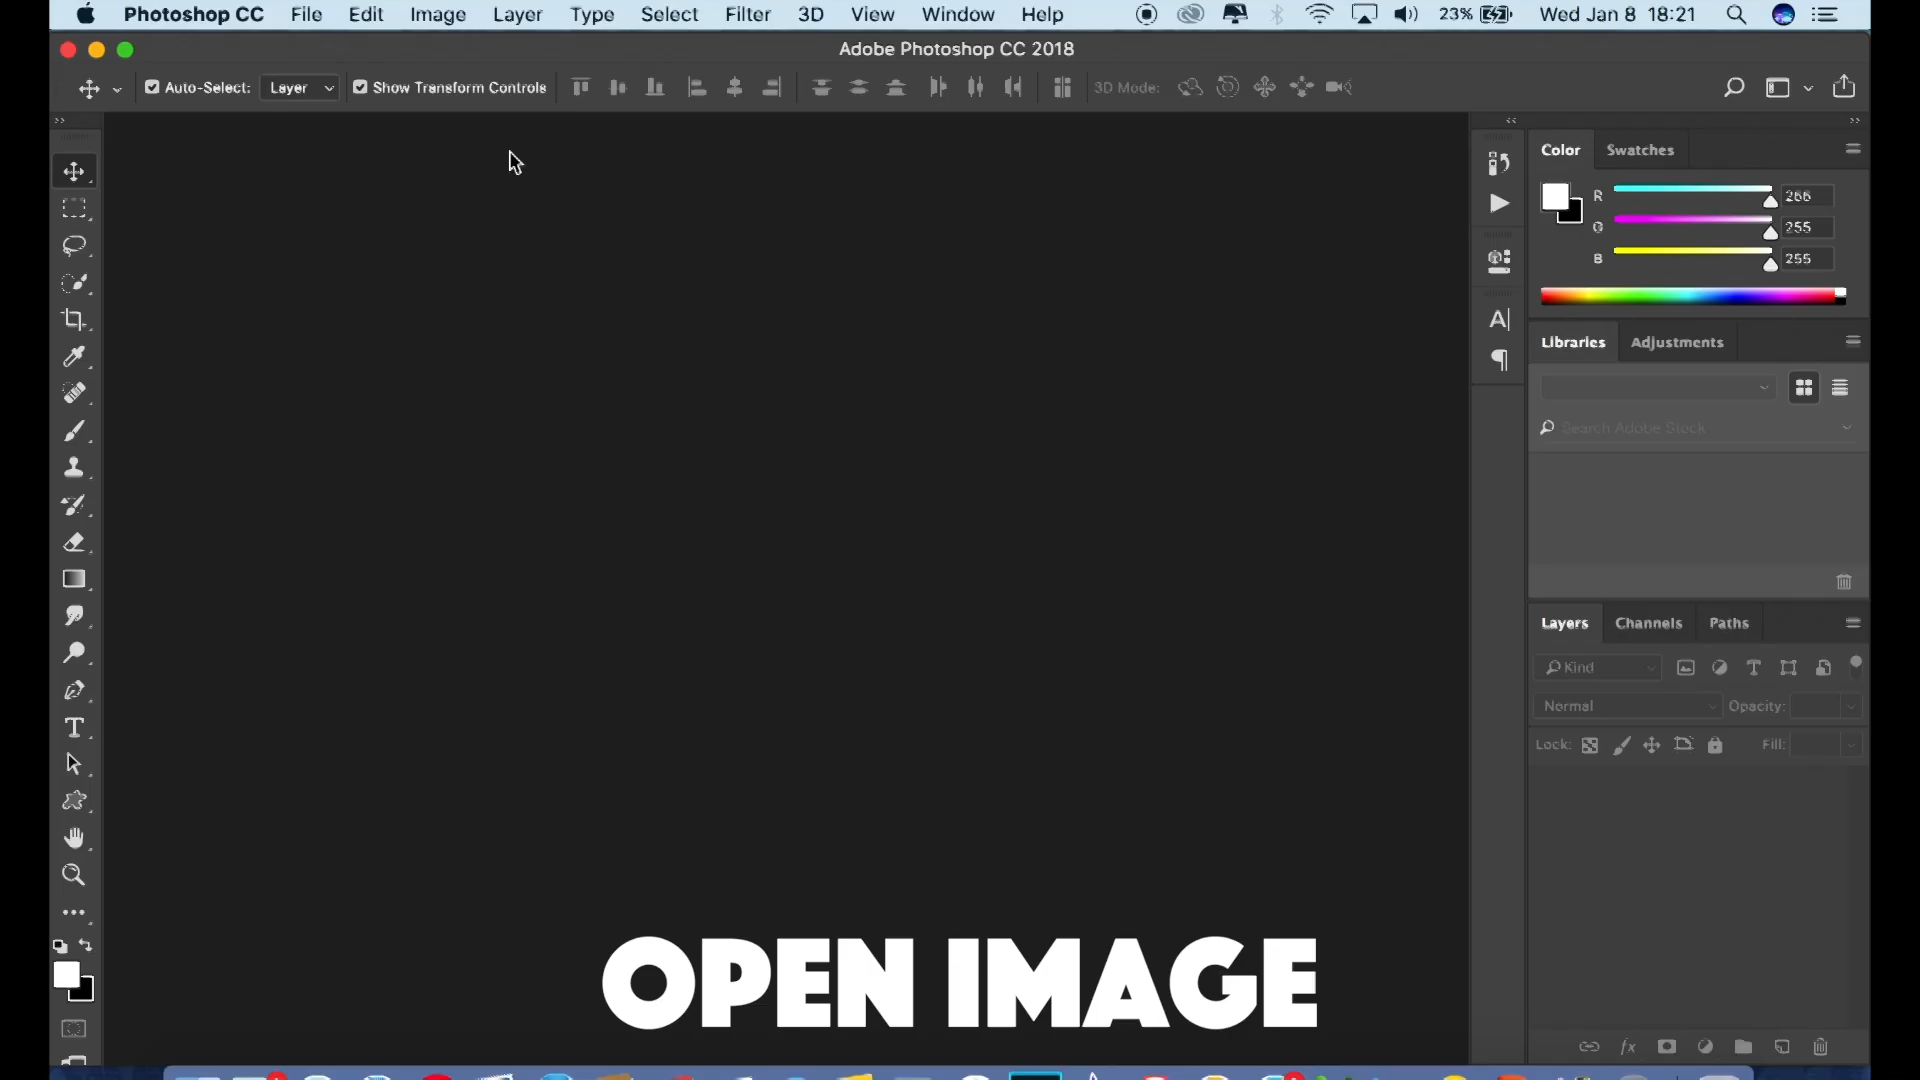 Photoshop CC File Edit Image Layer Type Select Filter 3D View Window Help 23% Wed Jan 8 18:21
Adobe Photoshop CC 2018
Auto-Select: Layer Show Transform Controls 3D Mode:
Color Swatches
R 255
G 255
B 255
Libraries Adjustments
Search Adobe Stock
Layers Channels Paths
Kind
Normal Opacity:
Lock: Fill:
fx
OPEN IMAGE